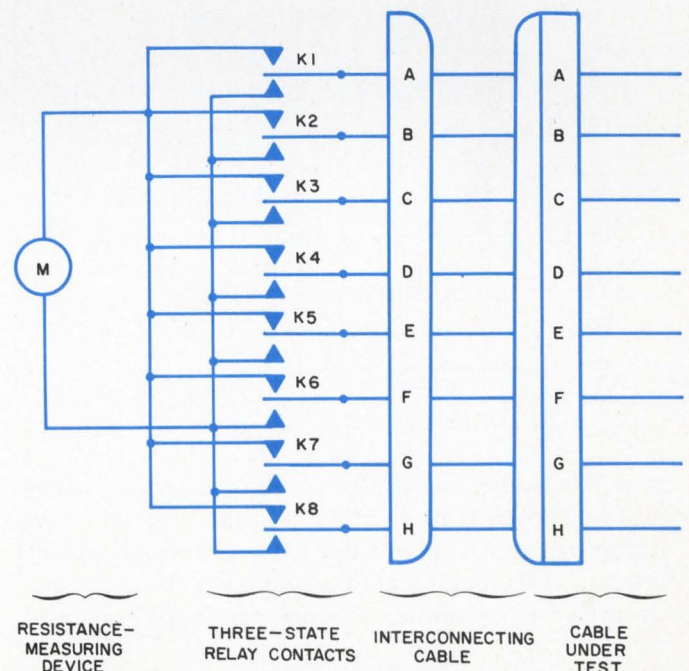 K1
A
A
K2
B
B
K3
C
C
K4
M
D
D
K5
E
E
K6
F
F
K7
G
G
K8
H
H
RESISTANCE-
MEASURING
DEVICE
THREE-STATE
RELAY CONTACTS
INTERCONNECTING
CABLE
CABLE
UNDER
TEST